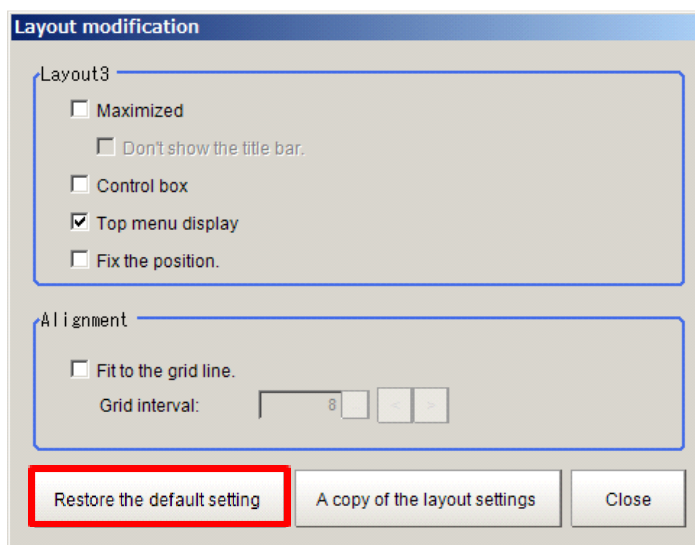 Layout modification
Layout3
Maximized
Don't show the title bar.
Control box
Top menu display
Fix the position.
Alignment
Fit to the grid line.
Grid interval: 8 ... < >
Restore the default setting
A copy of the layout settings
Close